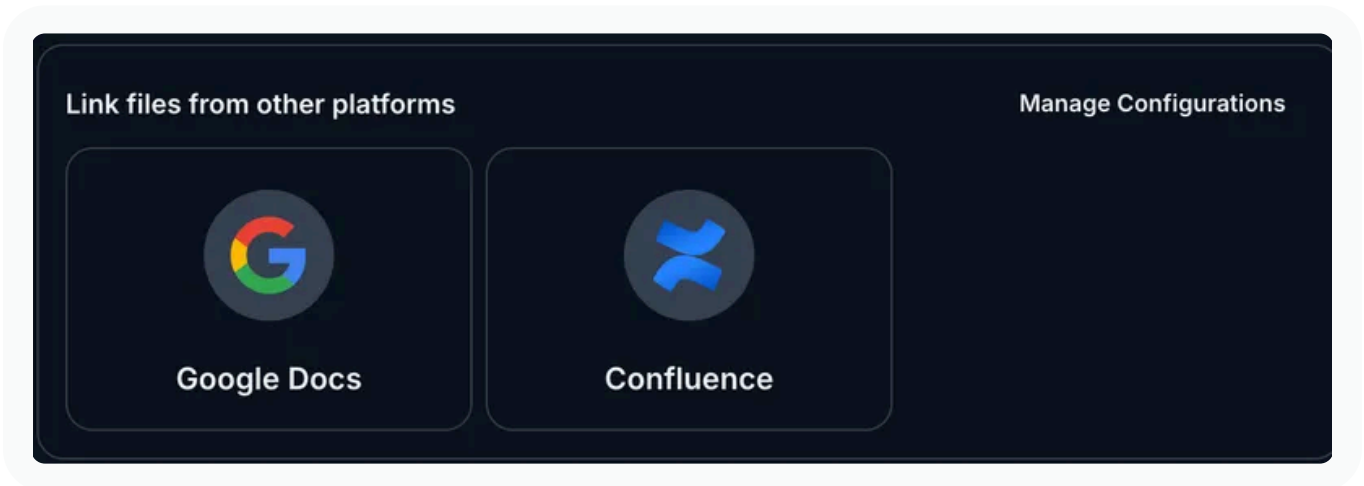 Link files from other platforms
Manage Configurations
Google Docs
Confluence